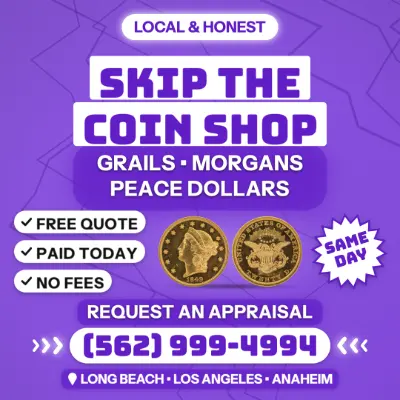 LOCAL & HONEST
SKIP THE
COIN SHOP
GRAILS • MORGANS
PEACE DOLLARS
FREE QUOTE
PAID TODAY
NO FEES
SAME
DAY
REQUEST AN APPRAISAL
(562) 999-4994
LONG BEACH • LOS ANGELES • ANAHEIM